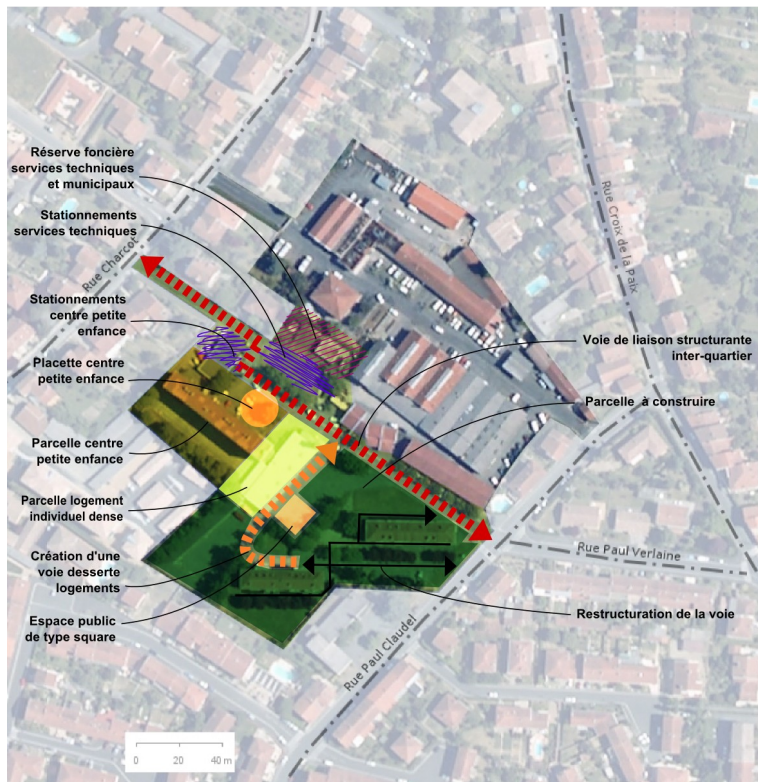 Réserve foncière
services techniques
et municipaux
Stationnements
services techniques
Rue Charcot
Rue Croix de la Paix
Stationnements
centre petite
enfance
Voie de liaison structurante
inter-quartier
Placette centre
petite enfance
Parcelle à construire
Parcelle centre
petite enfance
Parcelle logement
individuel dense
Rue Paul Verlaine
Création d'une
voie desserte
logements
Restructuration de la voie
Espace public
de type square
Rue Paul Claudel
0 20 40 m